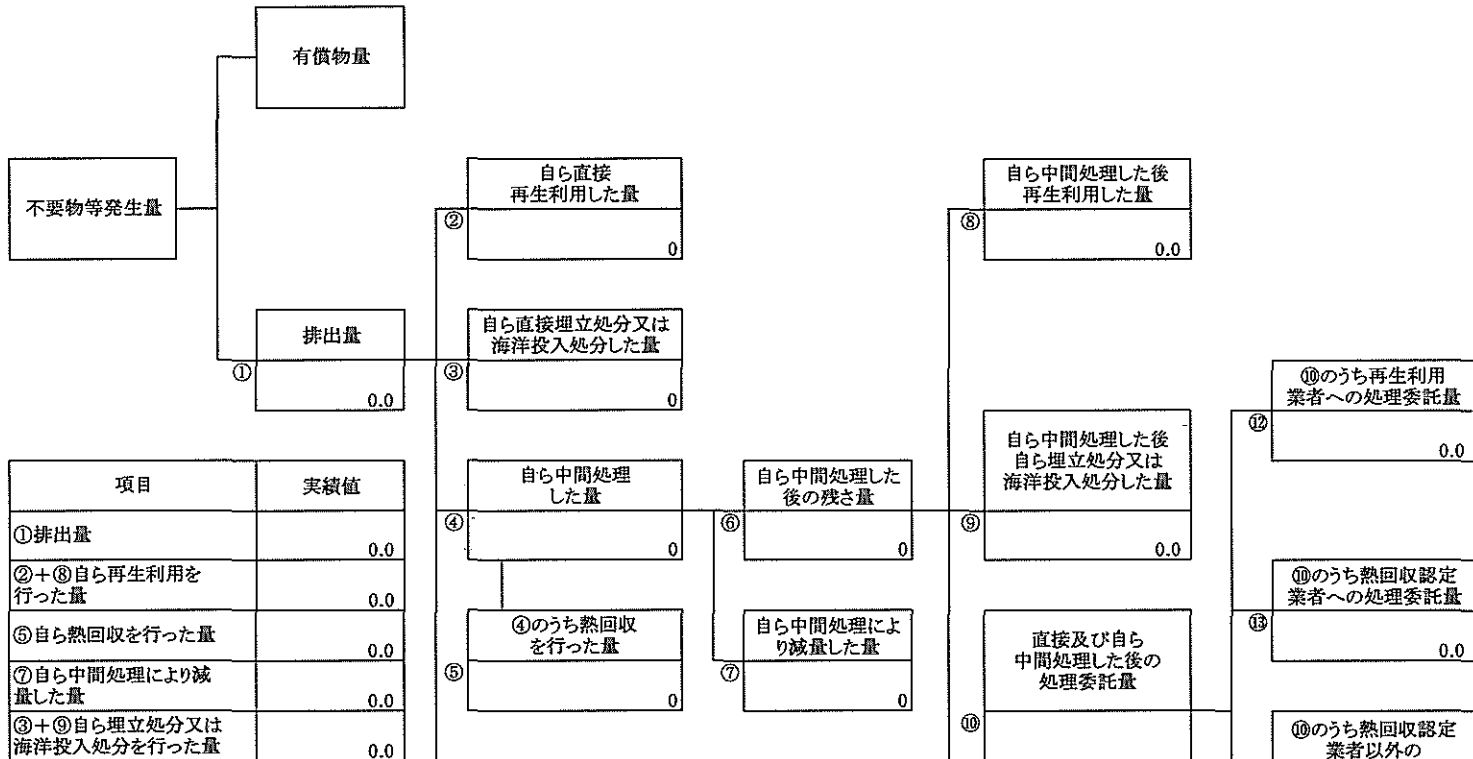 有償物量
不要物等発生量
自ら直接
再生利用した量
②
0
自ら中間処理した後
再生利用した量
⑧
0.0
排出量
①
0.0
自ら直接埋立処分又は
海洋投入処分した量
③
0
⑩のうち再生利用
業者への処理委託量
⑫
0.0
自ら中間処理した後
自ら埋立処分又は
海洋投入処分した量
⑨
0.0
自ら中間処理
した量
④
0
自ら中間処理した
後の残さ量
⑥
0
項目
実績値
①排出量
0.0
②+⑧自ら再生利用を
行った量
0.0
⑤自ら熱回収を行った量
0.0
⑦自ら中間処理により減
量した量
0.0
③+⑨自ら埋立処分又は
海洋投入処分を行った量
0.0
④のうち熱回収
を行った量
⑤
0
自ら中間処理によ
り減量した量
⑦
0
直接及び自ら
中間処理した後の
処理委託量
⑩
⑩のうち熱回収認定
業者への処理委託量
⑬
0.0
⑩のうち熱回収認定
業者以外の